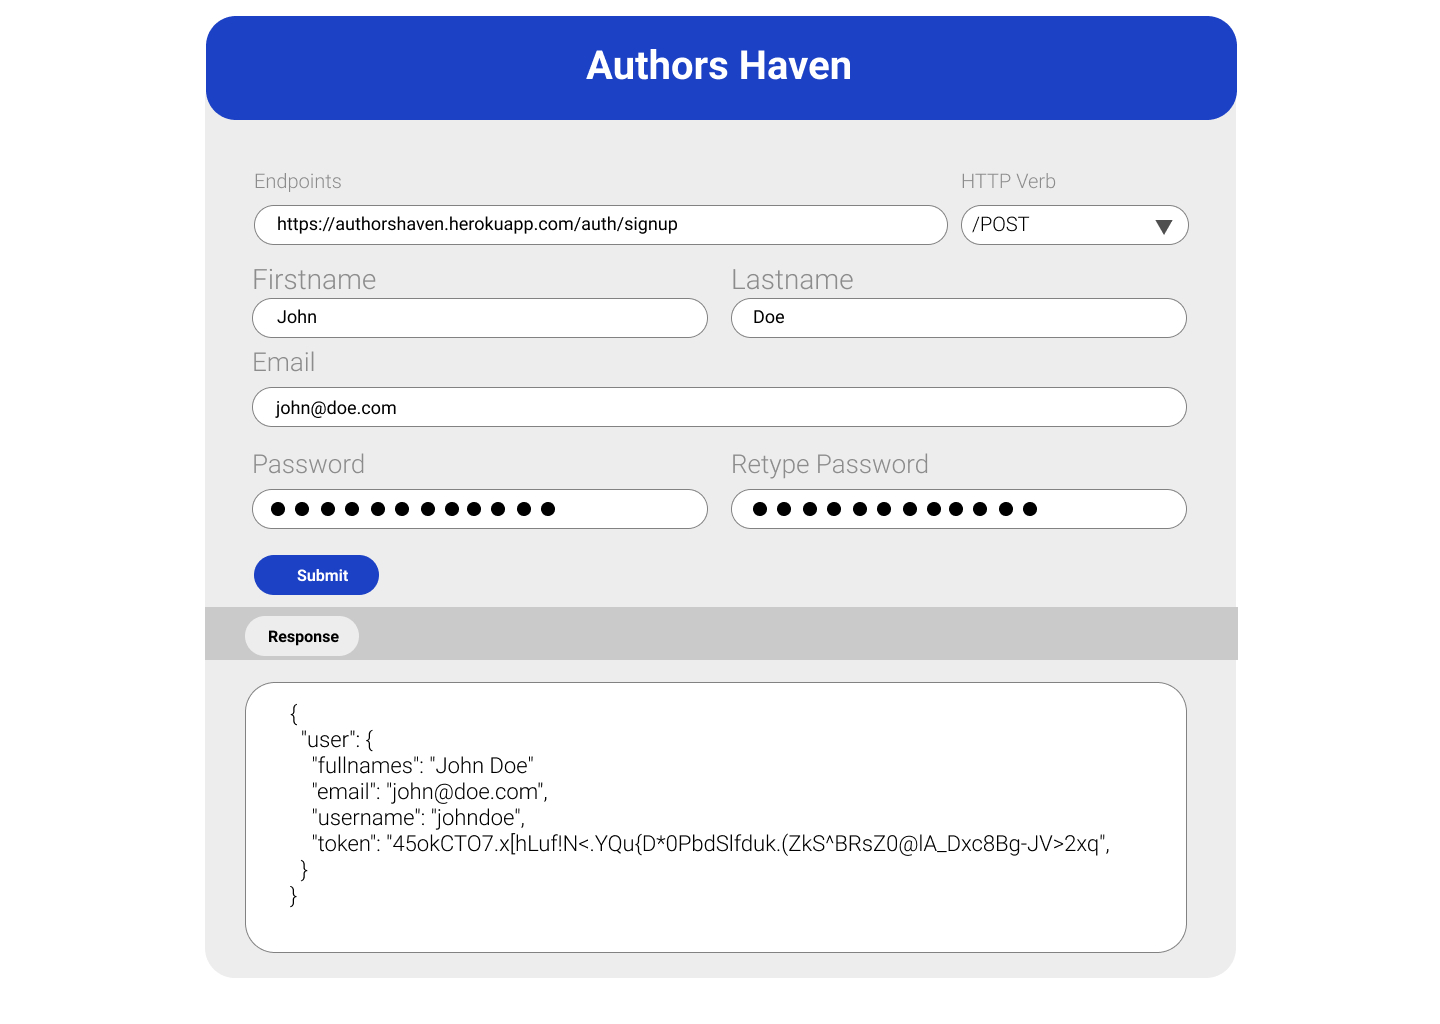 Authors Haven
Endpoints HTTP Verb
https://authorshaven.herokuapp.com/auth/signup /POST
Firstname Lastname
John Doe
Email
john@doe.com
Password Retype Password
Submit
Response
{
"user": {
"fullnames": "John Doe"
"email": "john@doe.com",
"username": "johndoe",
"token": "45okCTO7.x[hLuf!N<.YQu{D*0PbdSlfduk.(ZkS^BRsZ0@lA_Dxc8Bg-JV>2xq",
}
}